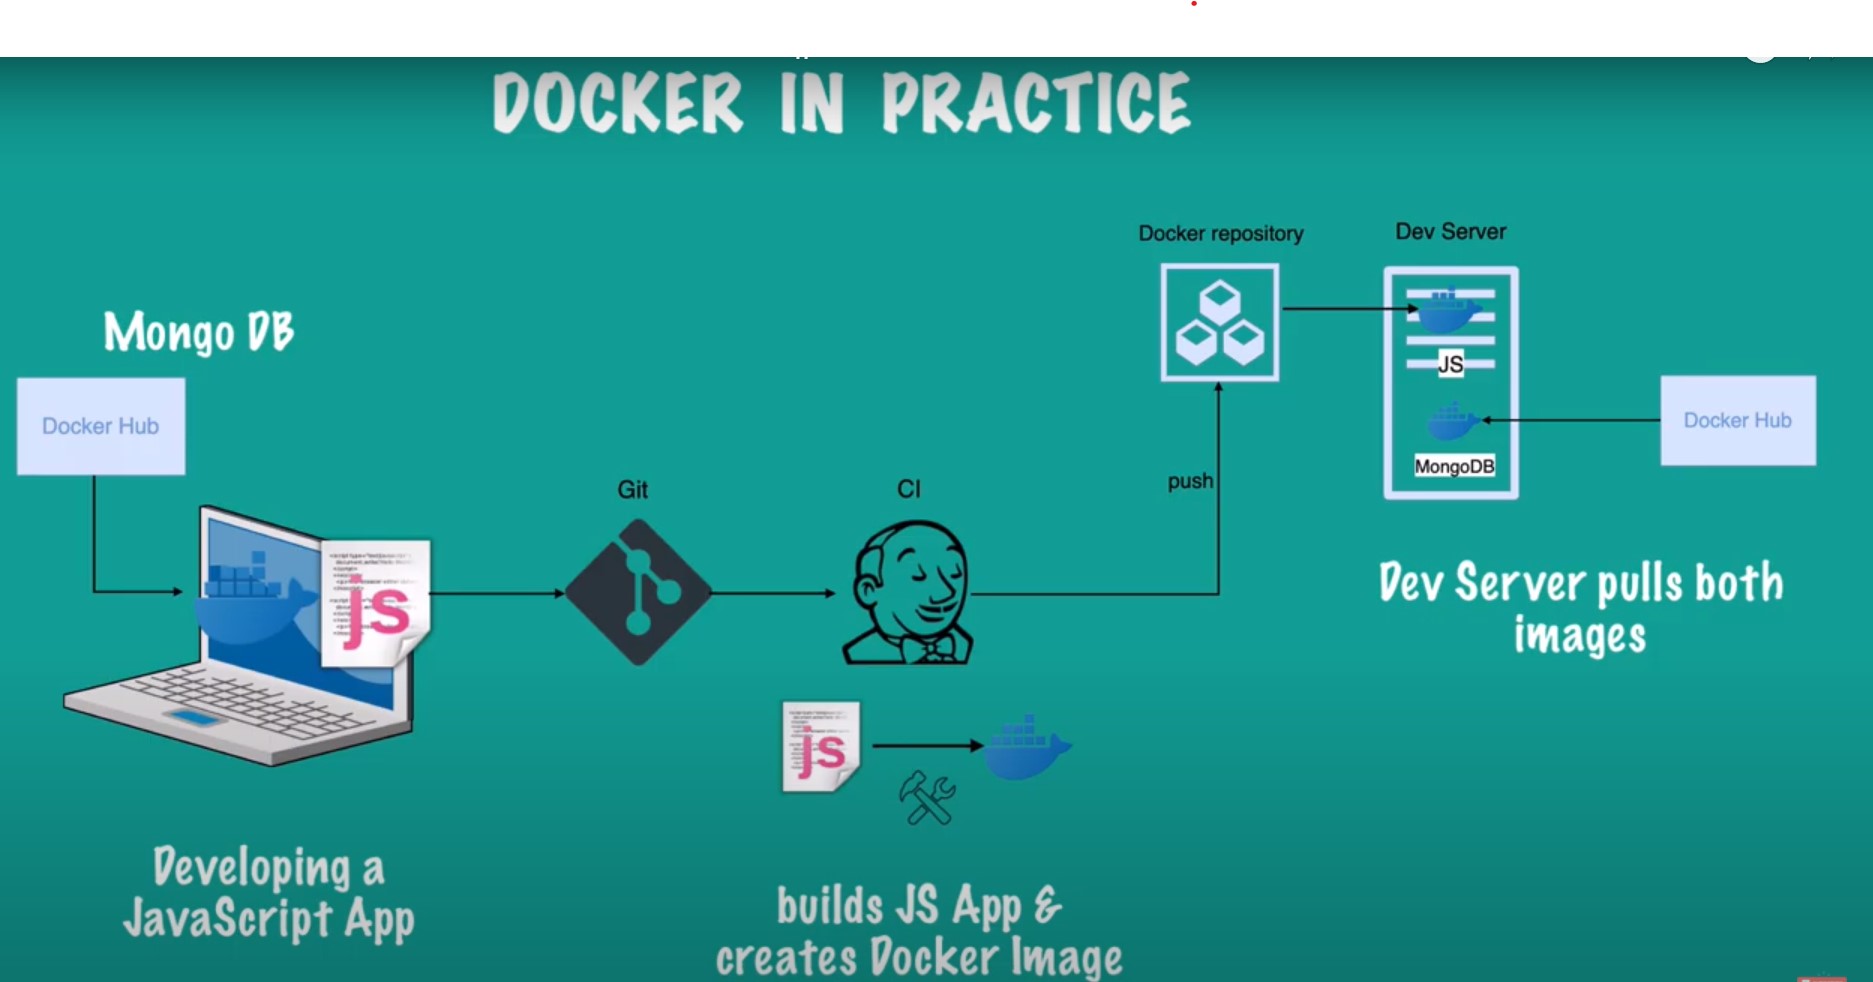 DOCKER IN PRACTICE
Docker repository
Dev Server
Mongo DB
Docker Hub
JS
MongoDB
Docker Hub
Git
CI
push
js
Dev Server pulls both
images
js
Developing a
JavaScript App
builds JS App &
creates Docker Image